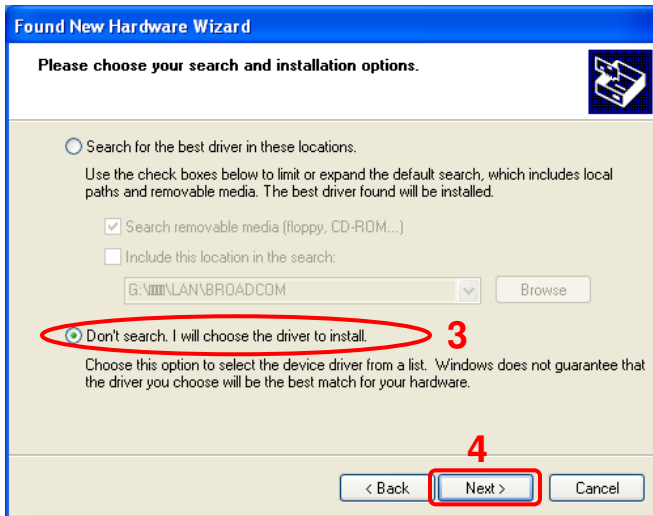 Found New Hardware Wizard
Please choose your search and installation options.
Search for the best driver in these locations.
Use the check boxes below to limit or expand the default search, which includes local
paths and removable media. The best driver found will be installed.
Search removable media (floppy, CD-ROM...)
Include this location in the search:
\LAN\BROADCOM
Browse
Don't search. I will choose the driver to install.
3
Choose this option to select the device driver from a list. Windows does not guarantee that
the driver you choose will be the best match for your hardware.
4
< Back
Next >
Cancel